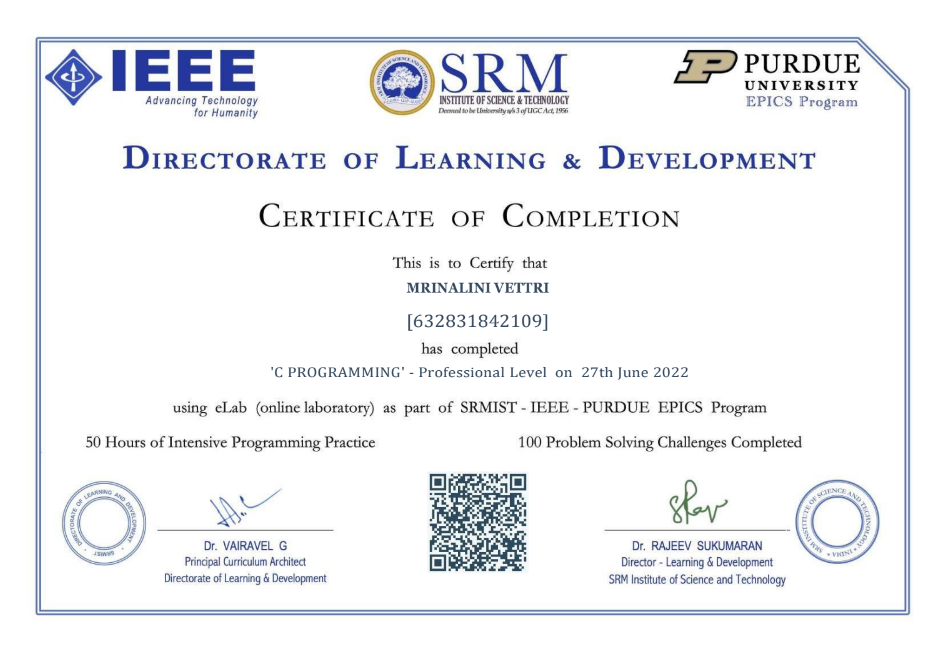 IEEE
Advancing Technology
for Humanity
SRM
INSTITUTE OF SCIENCE & TECHNOLOGY
Deemed to be University u/s 3 of UGC Act, 1956
PURDUE
UNIVERSITY
EPICS Program
DIRECTORATE OF LEARNING & DEVELOPMENT
CERTIFICATE OF COMPLETION
This is to Certify that
MRINALINI VETTRI
[632831842109]
has completed
'C PROGRAMMING' - Professional Level on 27th June 2022
using eLab (online laboratory) as part of SRMIST - IEEE - PURDUE EPICS Program
50 Hours of Intensive Programming Practice
100 Problem Solving Challenges Completed
DIRECTORATE OF LEARNING AND DEVELOPMENT
SRMIST
Dr. VAIRAVEL G
Principal Curriculum Architect
Directorate of Learning & Development
Dr. RAJEEV SUKUMARAN
Director - Learning & Development
SRM Institute of Science and Technology
SRM INSTITUTE OF SCIENCE AND TECHNOLOGY
INDIA